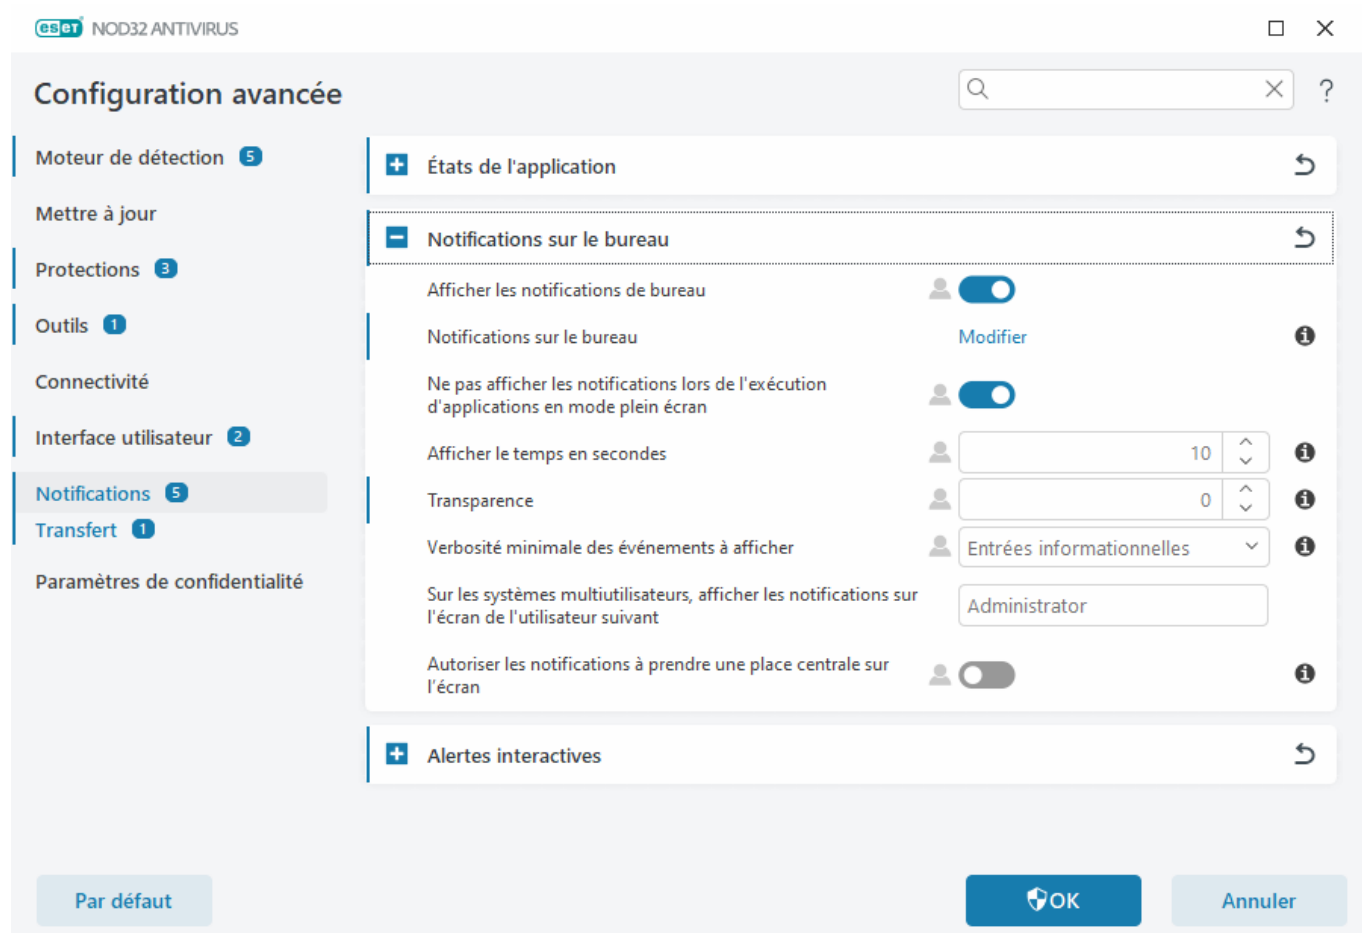 eset NOD32 ANTIVIRUS
Configuration avancée
?
Moteur de détection 5
Mettre à jour
Protections 3
Outils 1
Connectivité
Interface utilisateur 2
Notifications 5
Transfert 1
Paramètres de confidentialité
États de l'application
Notifications sur le bureau
Afficher les notifications de bureau
Notifications sur le bureau Modifier
Ne pas afficher les notifications lors de l'exécution
d'applications en mode plein écran
Afficher le temps en secondes 10
Transparence 0
Verbosité minimale des événements à afficher Entrées informationnelles
Sur les systèmes multiutilisateurs, afficher les notifications sur
l'écran de l'utilisateur suivant
Administrator
Autoriser les notifications à prendre une place centrale sur
l'écran
Alertes interactives
Par défaut OK Annuler